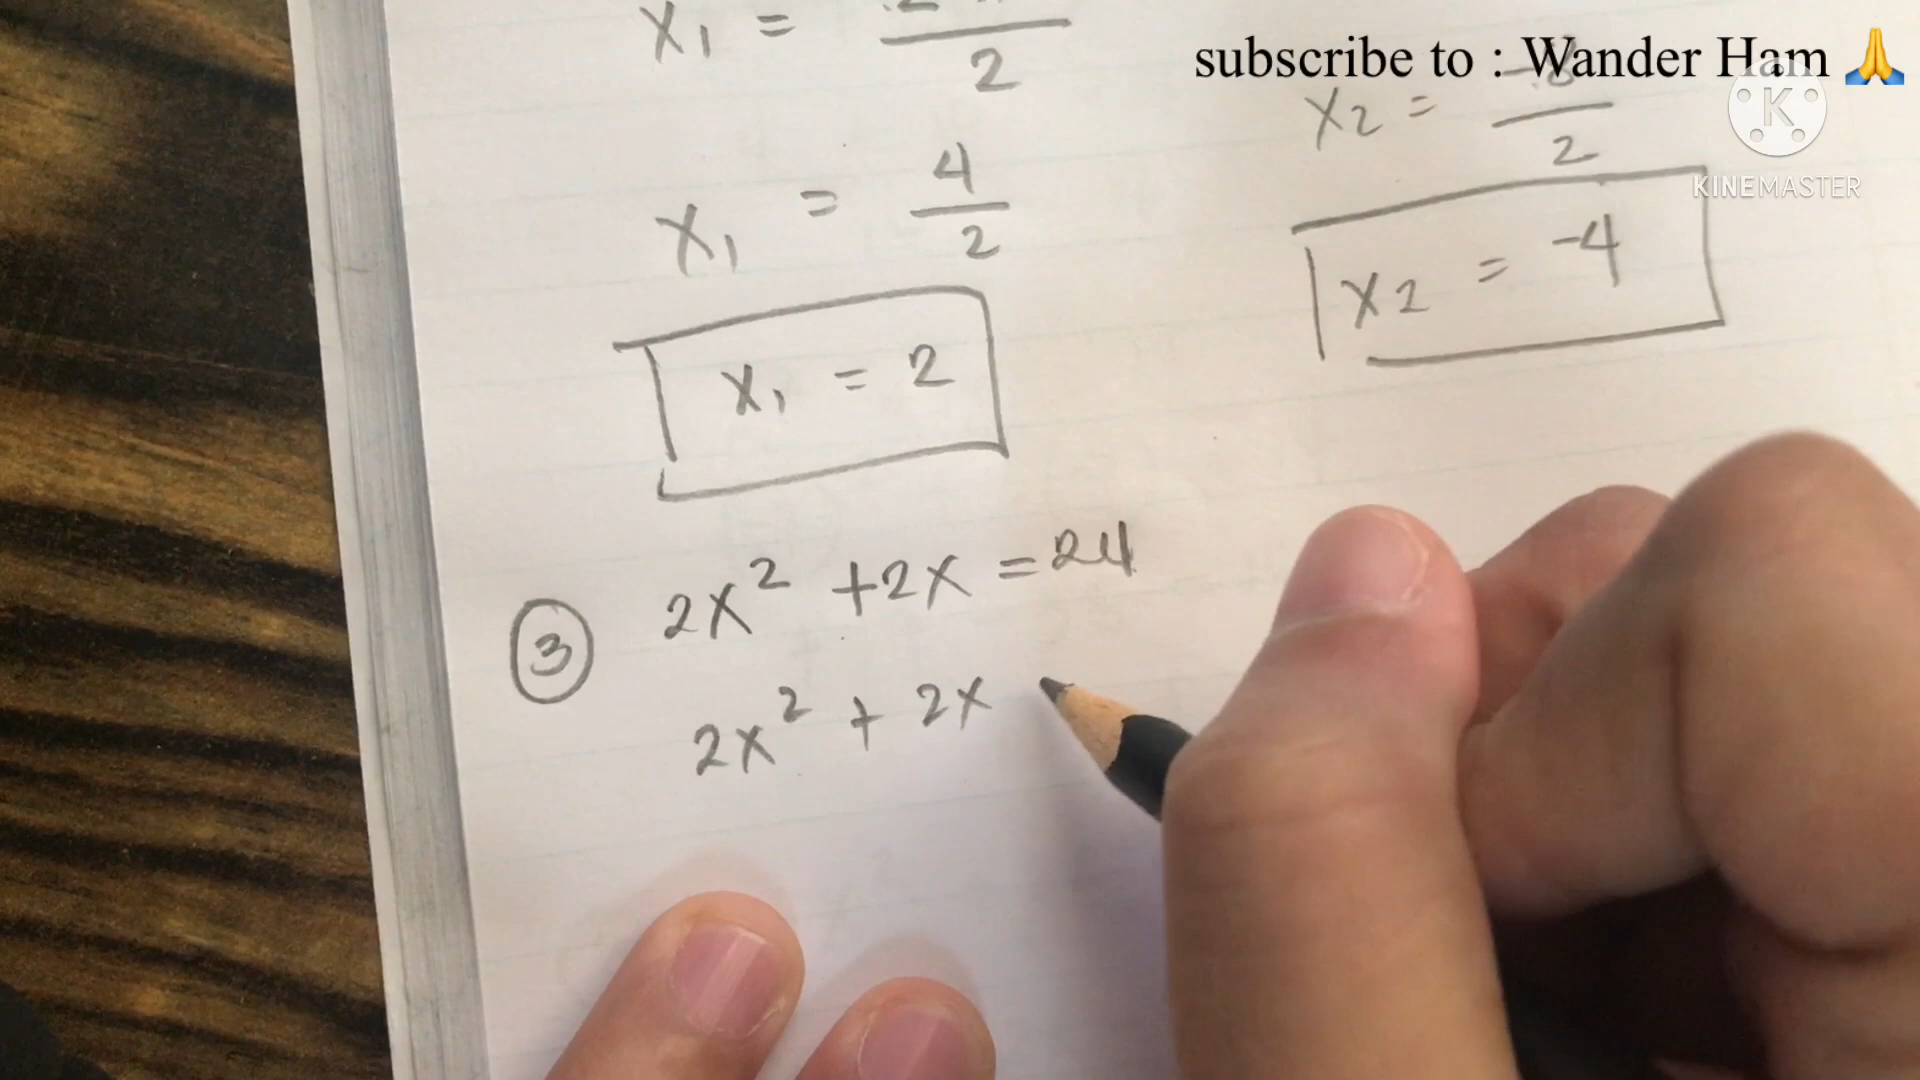 subscribe to : Wander Ham 🙏
KINEMASTER
x₁ = 2
x₂ = -8/2
x₁ = 4/2
x₂ = -4
x₁ = 2
③ 2x² + 2x = 24
2x² + 2x